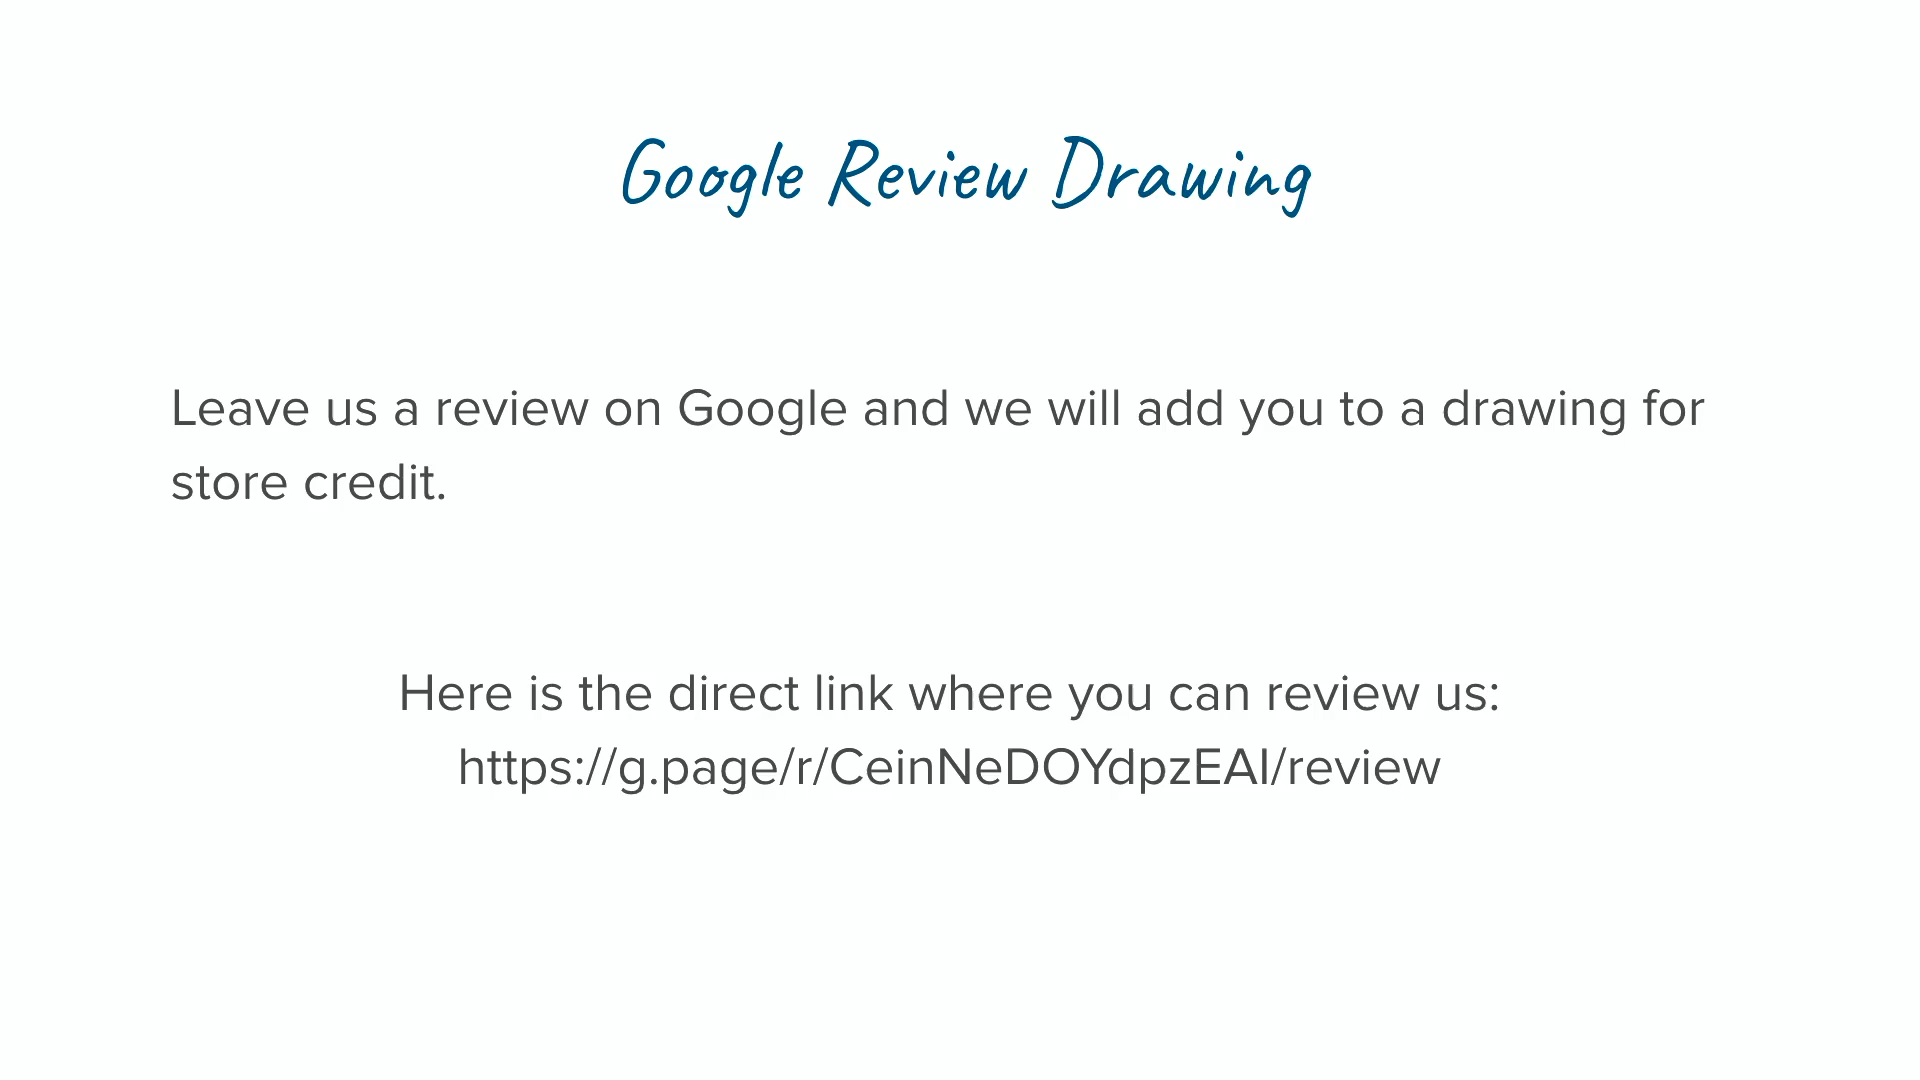 Google Review Drawing
Leave us a review on Google and we will add you to a drawing for
store credit.
Here is the direct link where you can review us:
https://g.page/r/CeinNeDOYdpzEAI/review